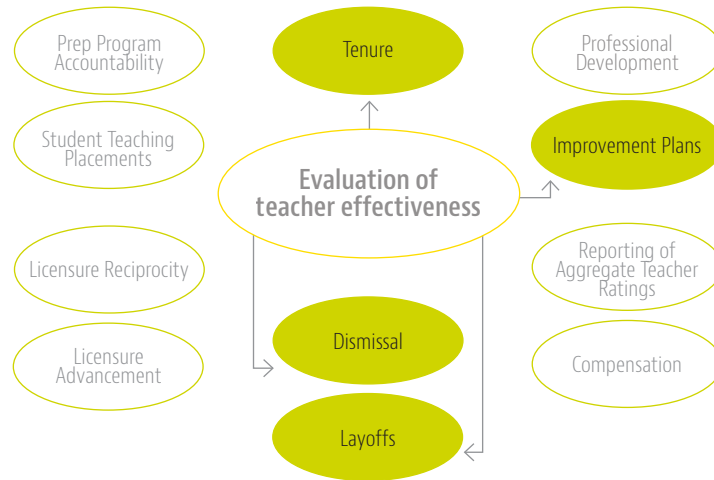 Prep Program
Accountability
Tenure
Professional
Development
Student Teaching
Placements
Improvement Plans
Evaluation of
teacher effectiveness
Licensure Reciprocity
Reporting of
Aggregate Teacher
Ratings
Dismissal
Licensure
Advancement
Compensation
Layoffs